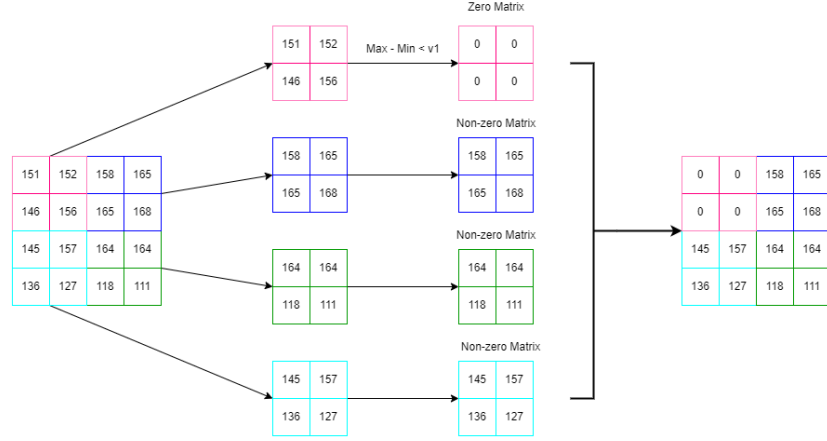 Zero Matrix
151 152
Max - Min < v1
0 0
146 156
0 0
Non-zero Matrix
158 165
158 165
165 168
165 168
151 152 158 165
146 156 165 168
145 157 164 164
136 127 118 111
0 0 158 165
0 0 165 168
145 157 164 164
136 127 118 111
Non-zero Matrix
164 164
164 164
118 111
118 111
Non-zero Matrix
145 157
145 157
136 127
136 127